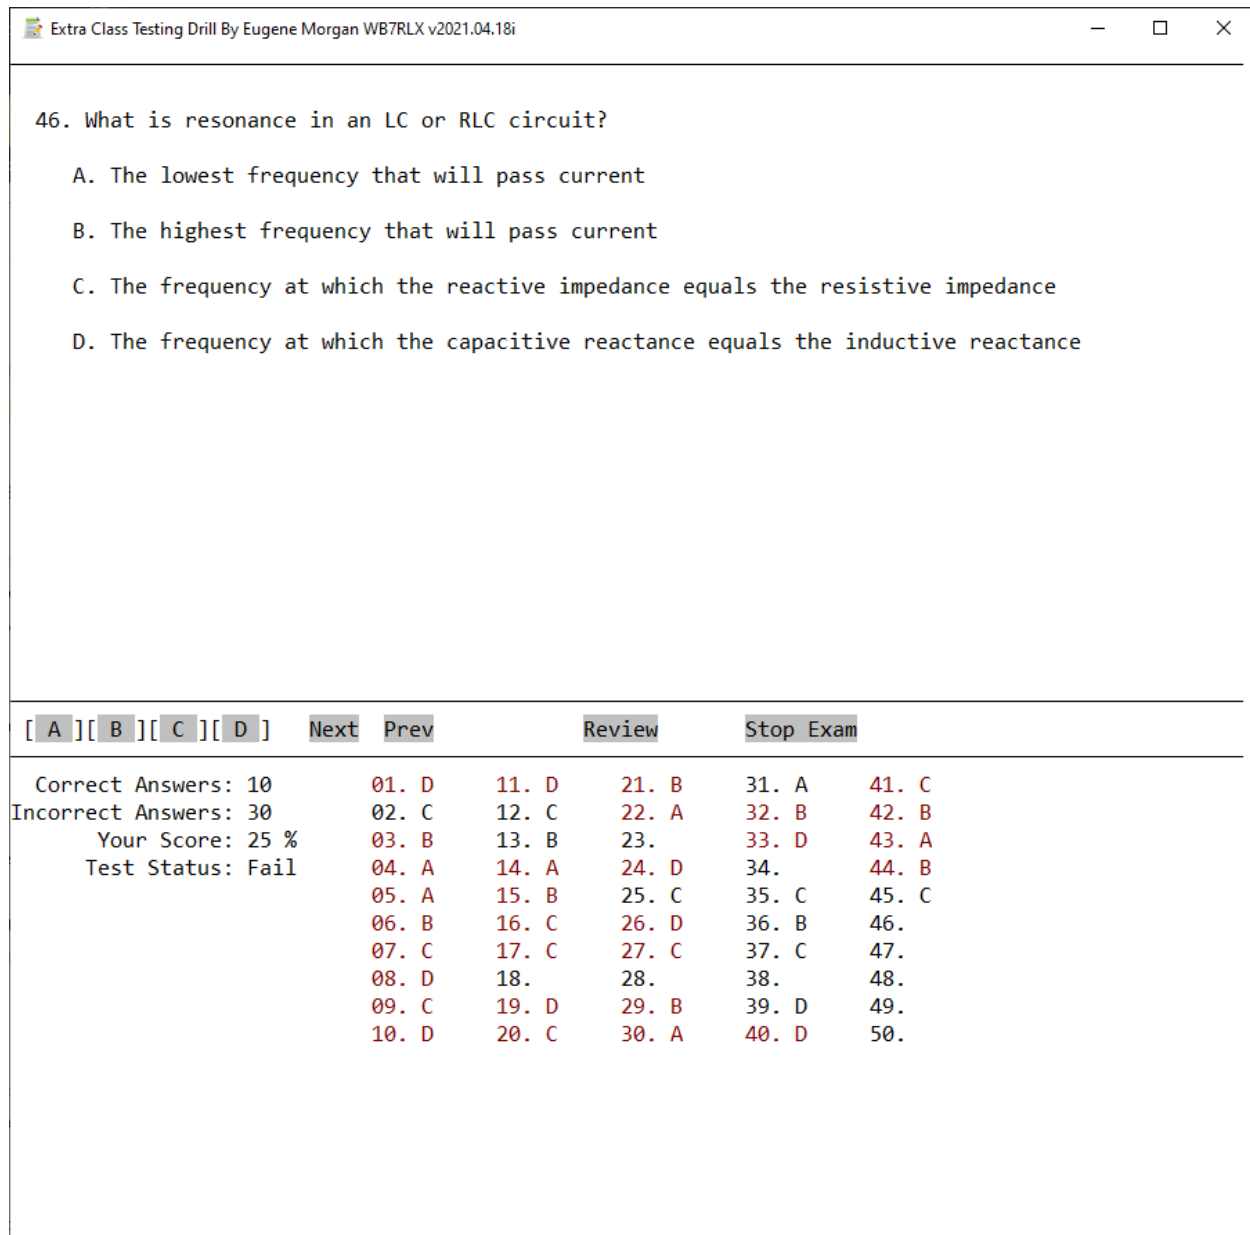 Extra Class Testing Drill By Eugene Morgan WB7RLX v2021.04.18i
46. What is resonance in an LC or RLC circuit?
A. The lowest frequency that will pass current
B. The highest frequency that will pass current
C. The frequency at which the reactive impedance equals the resistive impedance
D. The frequency at which the capacitive reactance equals the inductive reactance
[ A ][ B ][ C ][ D ] Next Prev Review Stop Exam
Correct Answers: 10 01. D 11. D 21. B 31. A 41. C
Incorrect Answers: 30 02. C 12. C 22. A 32. B 42. B
Your Score: 25 % 03. B 13. B 23. 33. D 43. A
Test Status: Fail 04. A 14. A 24. D 34. 44. B
05. A 15. B 25. C 35. C 45. C
06. B 16. C 26. D 36. B 46.
07. C 17. C 27. C 37. C 47.
08. D 18. 28. 38. 48.
09. C 19. D 29. B 39. D 49.
10. D 20. C 30. A 40. D 50.